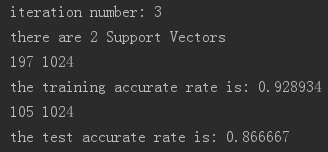 iteration number: 3
there are 2 Support Vectors
197 1024
the training accurate rate is: 0.928934
105 1024
the test accurate rate is: 0.866667